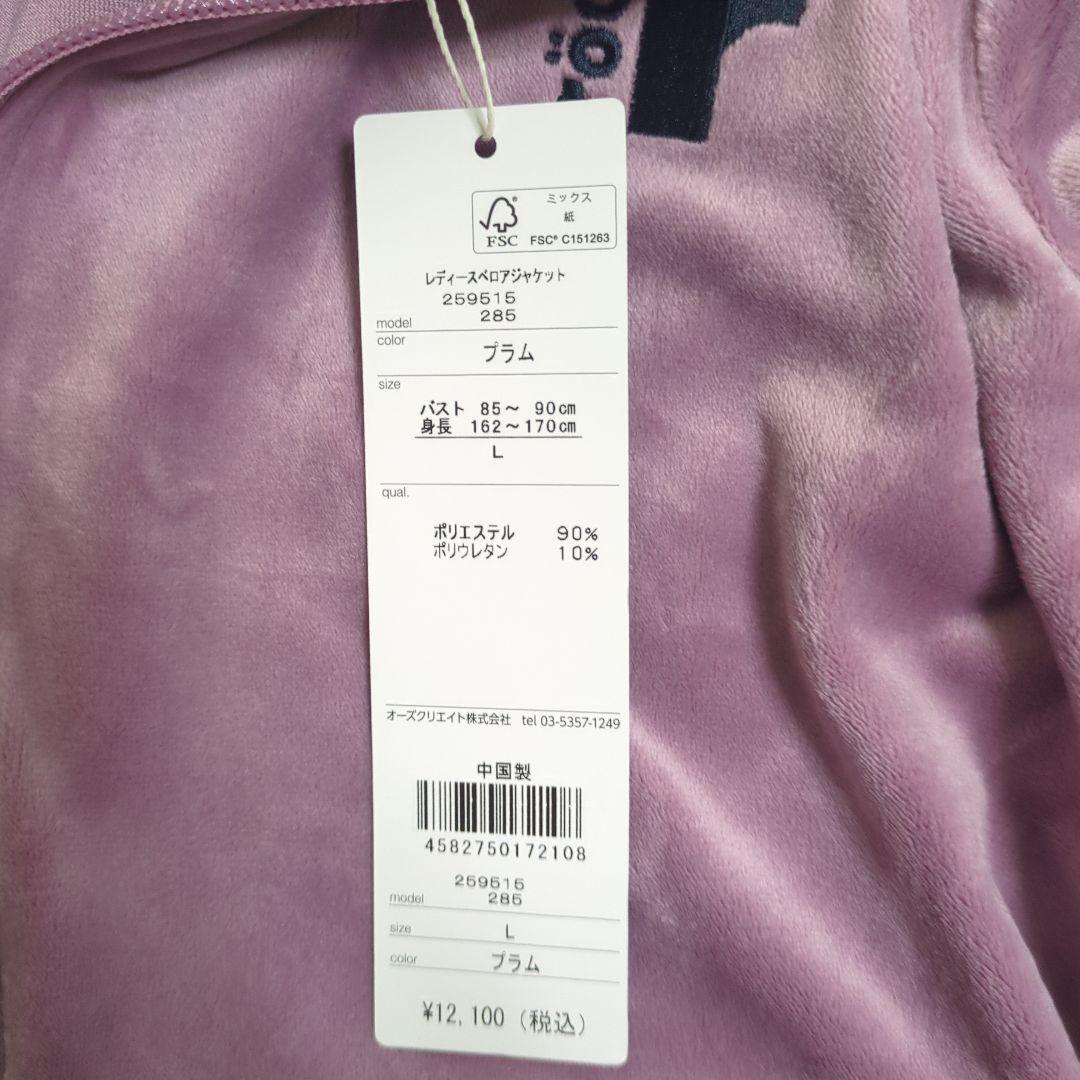 ミックス
紙
FSC
FSC® C151263
レディースベロアジャケット
259515
model 285
color
プラム
size
バスト 85～ 90㎝
身長 162～170㎝
L
qual.
ポリエステル 90%
ポリウレタン 10%
オーズクリエイト株式会社 tel 03-5357-1249
中国製
4582750172108
259515
model 285
size L
color プラム
¥12,100 (税込)